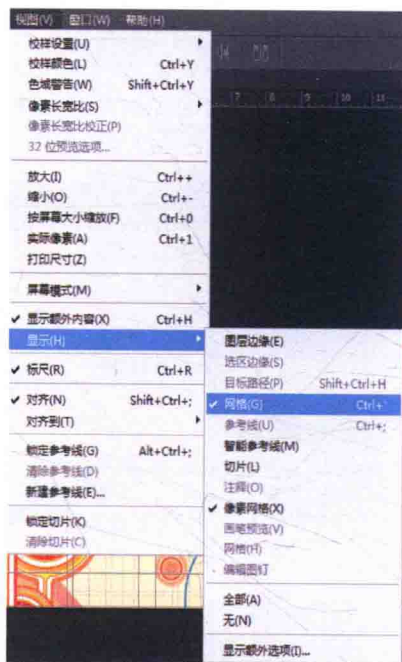 视图(V) 窗口(W) 帮助(H)
校样设置(U)
校样颜色(L) Ctrl+Y
色域警告(W) Shift+Ctrl+Y
像素长宽比(S)
像素长宽比校正(P)
32 位预览选项...
放大(I) Ctrl++
缩小(O) Ctrl+-
按屏幕大小缩放(F) Ctrl+0
实际像素(A) Ctrl+1
打印尺寸(Z)
屏幕模式(M)
显示额外内容(X) Ctrl+H
显示(H)
标尺(R) Ctrl+R
对齐(N) Shift+Ctrl+;
对齐到(T)
锁定参考线(G) Alt+Ctrl+;
清除参考线(D)
新建参考线(E)...
锁定切片(K)
清除切片(C)
7 8 9 10 11
图层边缘(E)
选区边缘(S)
目标路径(P) Shift+Ctrl+H
网格(G) Ctrl+'
参考线(U) Ctrl+;
智能参考线(M)
切片(L)
注释(O)
像素网格(X)
画笔预览(V)
网格(H)
编辑图钉
全部(A)
无(N)
显示额外选项(I)...